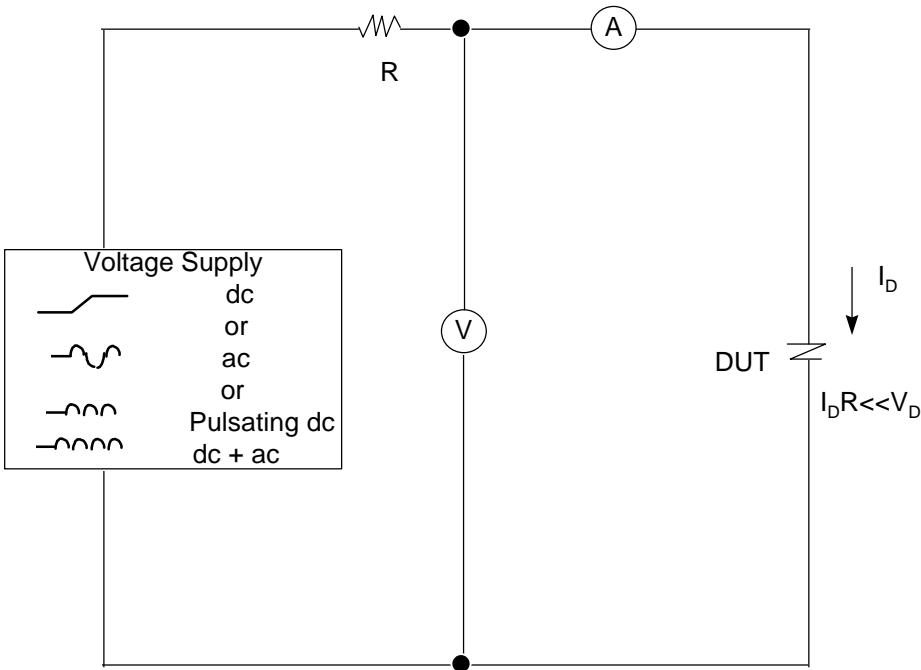 A
R
Voltage Supply
dc
or
ac
or
Pulsating dc
dc + ac
V
I_D
DUT
I_DR<<V_D